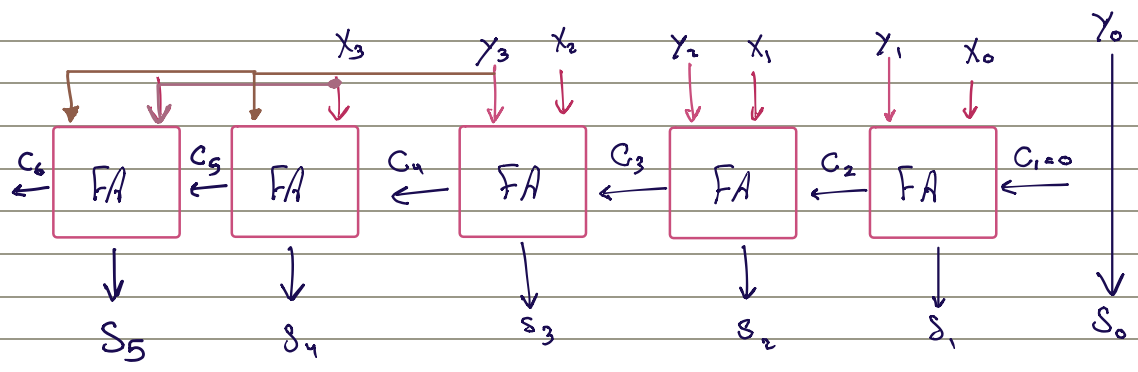 Y₀
X₃ Y₃ X₂ Y₂ X₁ Y₁ X₀
C₆ FA C₅ FA C₄ FA C₃ FA C₂ FA C₁=0
S₅ S₄ S₃ S₂ S₁ S₀